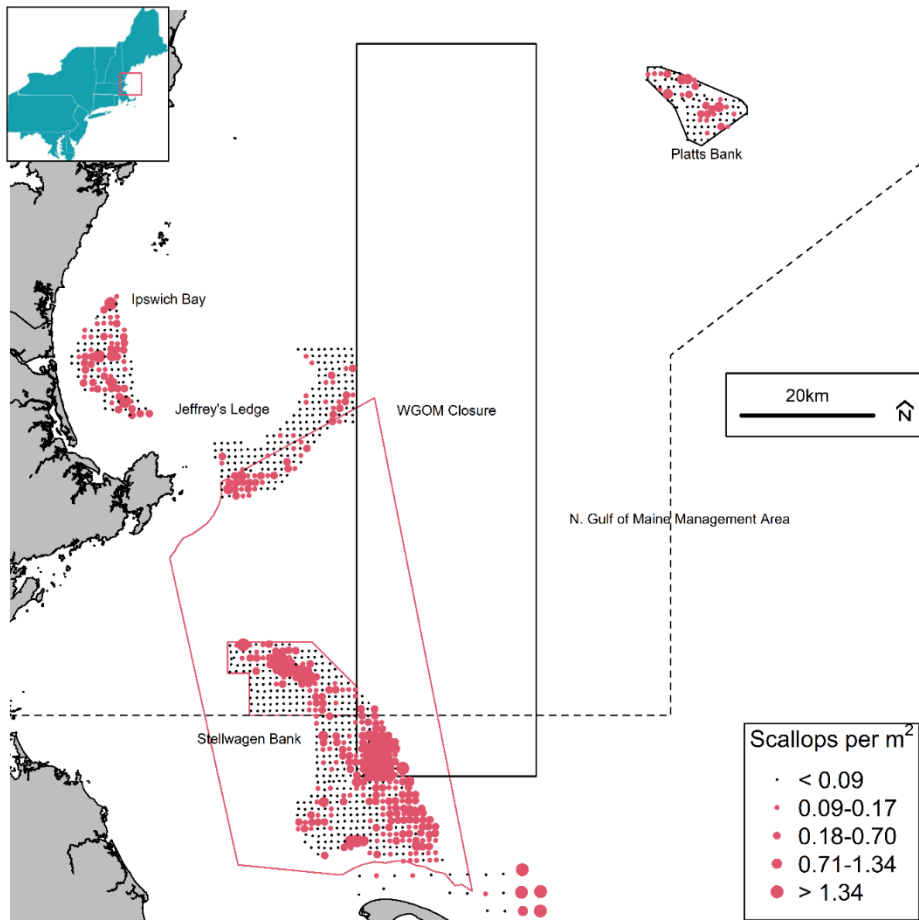 Platts Bank
Ipswich Bay
Jeffrey's Ledge
WGOM Closure
20km
N
N. Gulf of Maine Management Area
Stellwagen Bank
Scallops per m²
< 0.09
0.09-0.17
0.18-0.70
0.71-1.34
> 1.34